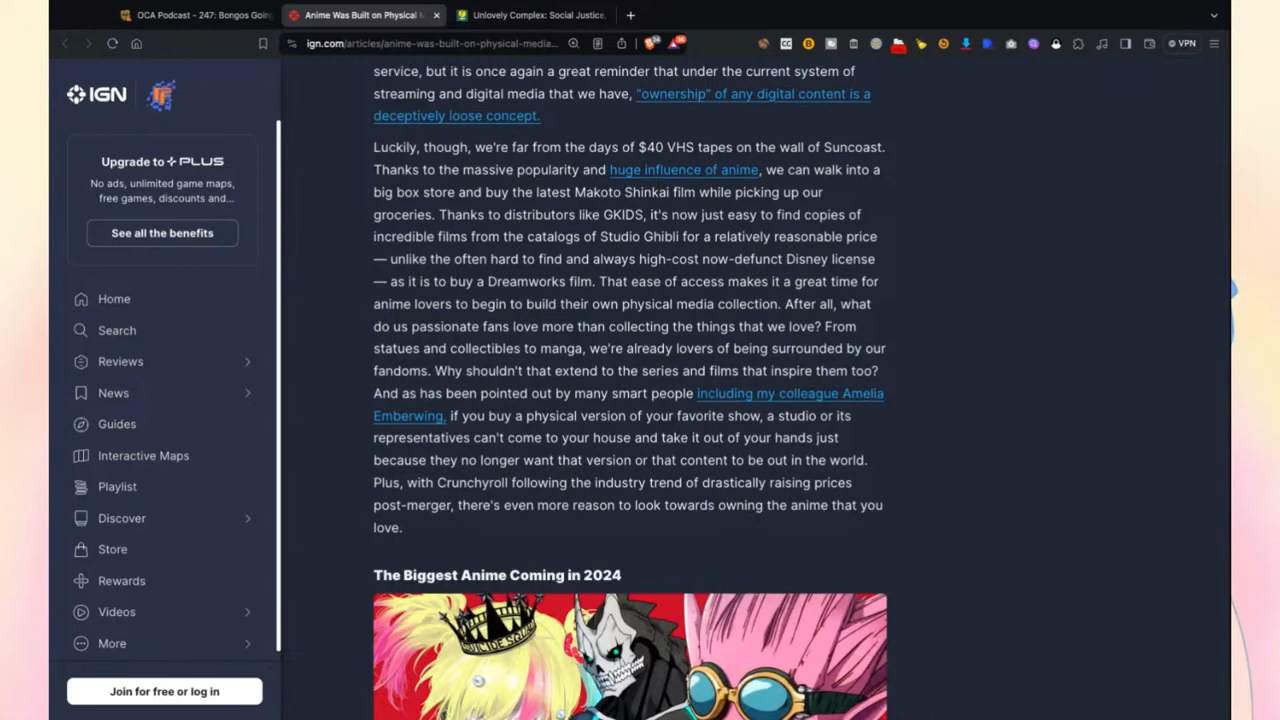 OCA Podcast - 247: Bongos Going
Anime Was Built on Physical M
Unlovely Complex: Social Justice,
ign.com/articles/anime-was-built-on-physical-media...
VPN
IGN
Upgrade to PLUS
No ads, unlimited game maps,
free games, discounts and...
See all the benefits
Home
Search
Reviews
News
Guides
Interactive Maps
Playlist
Discover
Store
Rewards
Videos
More
Join for free or log in
service, but it is once again a great reminder that under the current system of
streaming and digital media that we have, "ownership" of any digital content is a
deceptively loose concept.
Luckily, though, we're far from the days of $40 VHS tapes on the wall of Suncoast.
Thanks to the massive popularity and huge influence of anime, we can walk into a
big box store and buy the latest Makoto Shinkai film while picking up our
groceries. Thanks to distributors like GKIDS, it's now just easy to find copies of
incredible films from the catalogs of Studio Ghibli for a relatively reasonable price
— unlike the often hard to find and always high-cost now-defunct Disney license
— as it is to buy a Dreamworks film. That ease of access makes it a great time for
anime lovers to begin to build their own physical media collection. After all, what
do us passionate fans love more than collecting the things that we love? From
statues and collectibles to manga, we're already lovers of being surrounded by our
fandoms. Why shouldn't that extend to the series and films that inspire them too?
And as has been pointed out by many smart people including my colleague Amelia
Emberwing, if you buy a physical version of your favorite show, a studio or its
representatives can't come to your house and take it out of your hands just
because they no longer want that version or that content to be out in the world.
Plus, with Crunchyroll following the industry trend of drastically raising prices
post-merger, there's even more reason to look towards owning the anime that you
love.
The Biggest Anime Coming in 2024
SUICIDE SQUAD